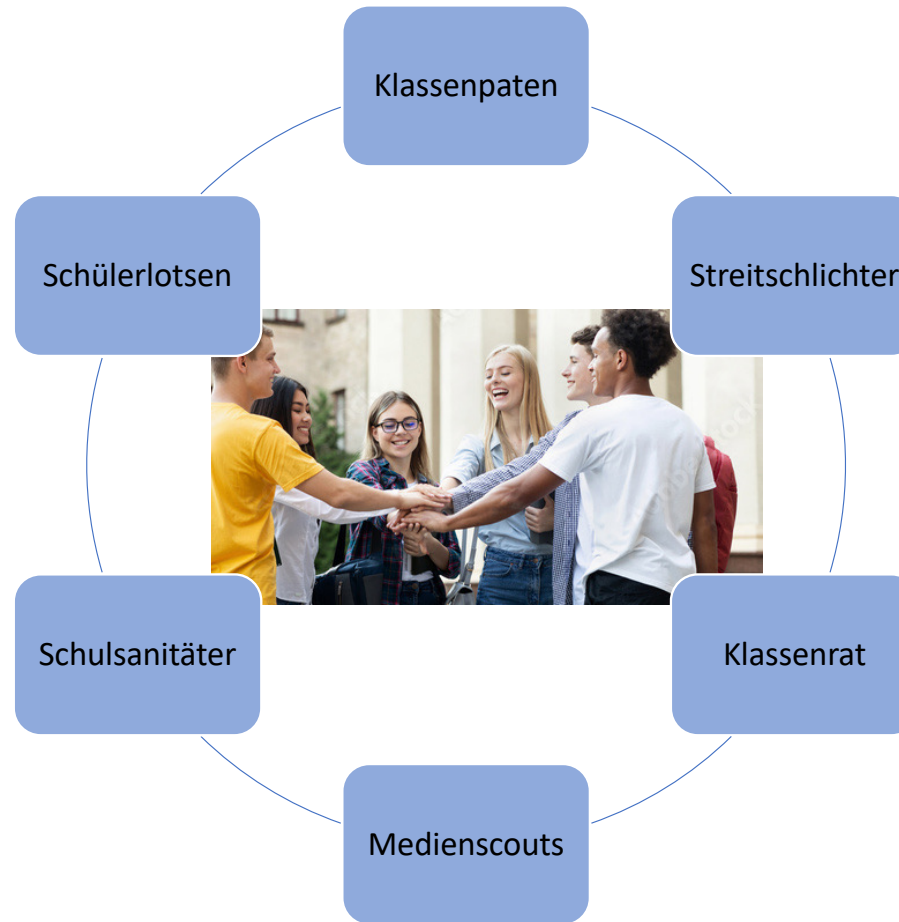 Klassenpaten
Streitschlichter
Klassenrat
Medienscouts
Schulsanitäter
Schülerlotsen